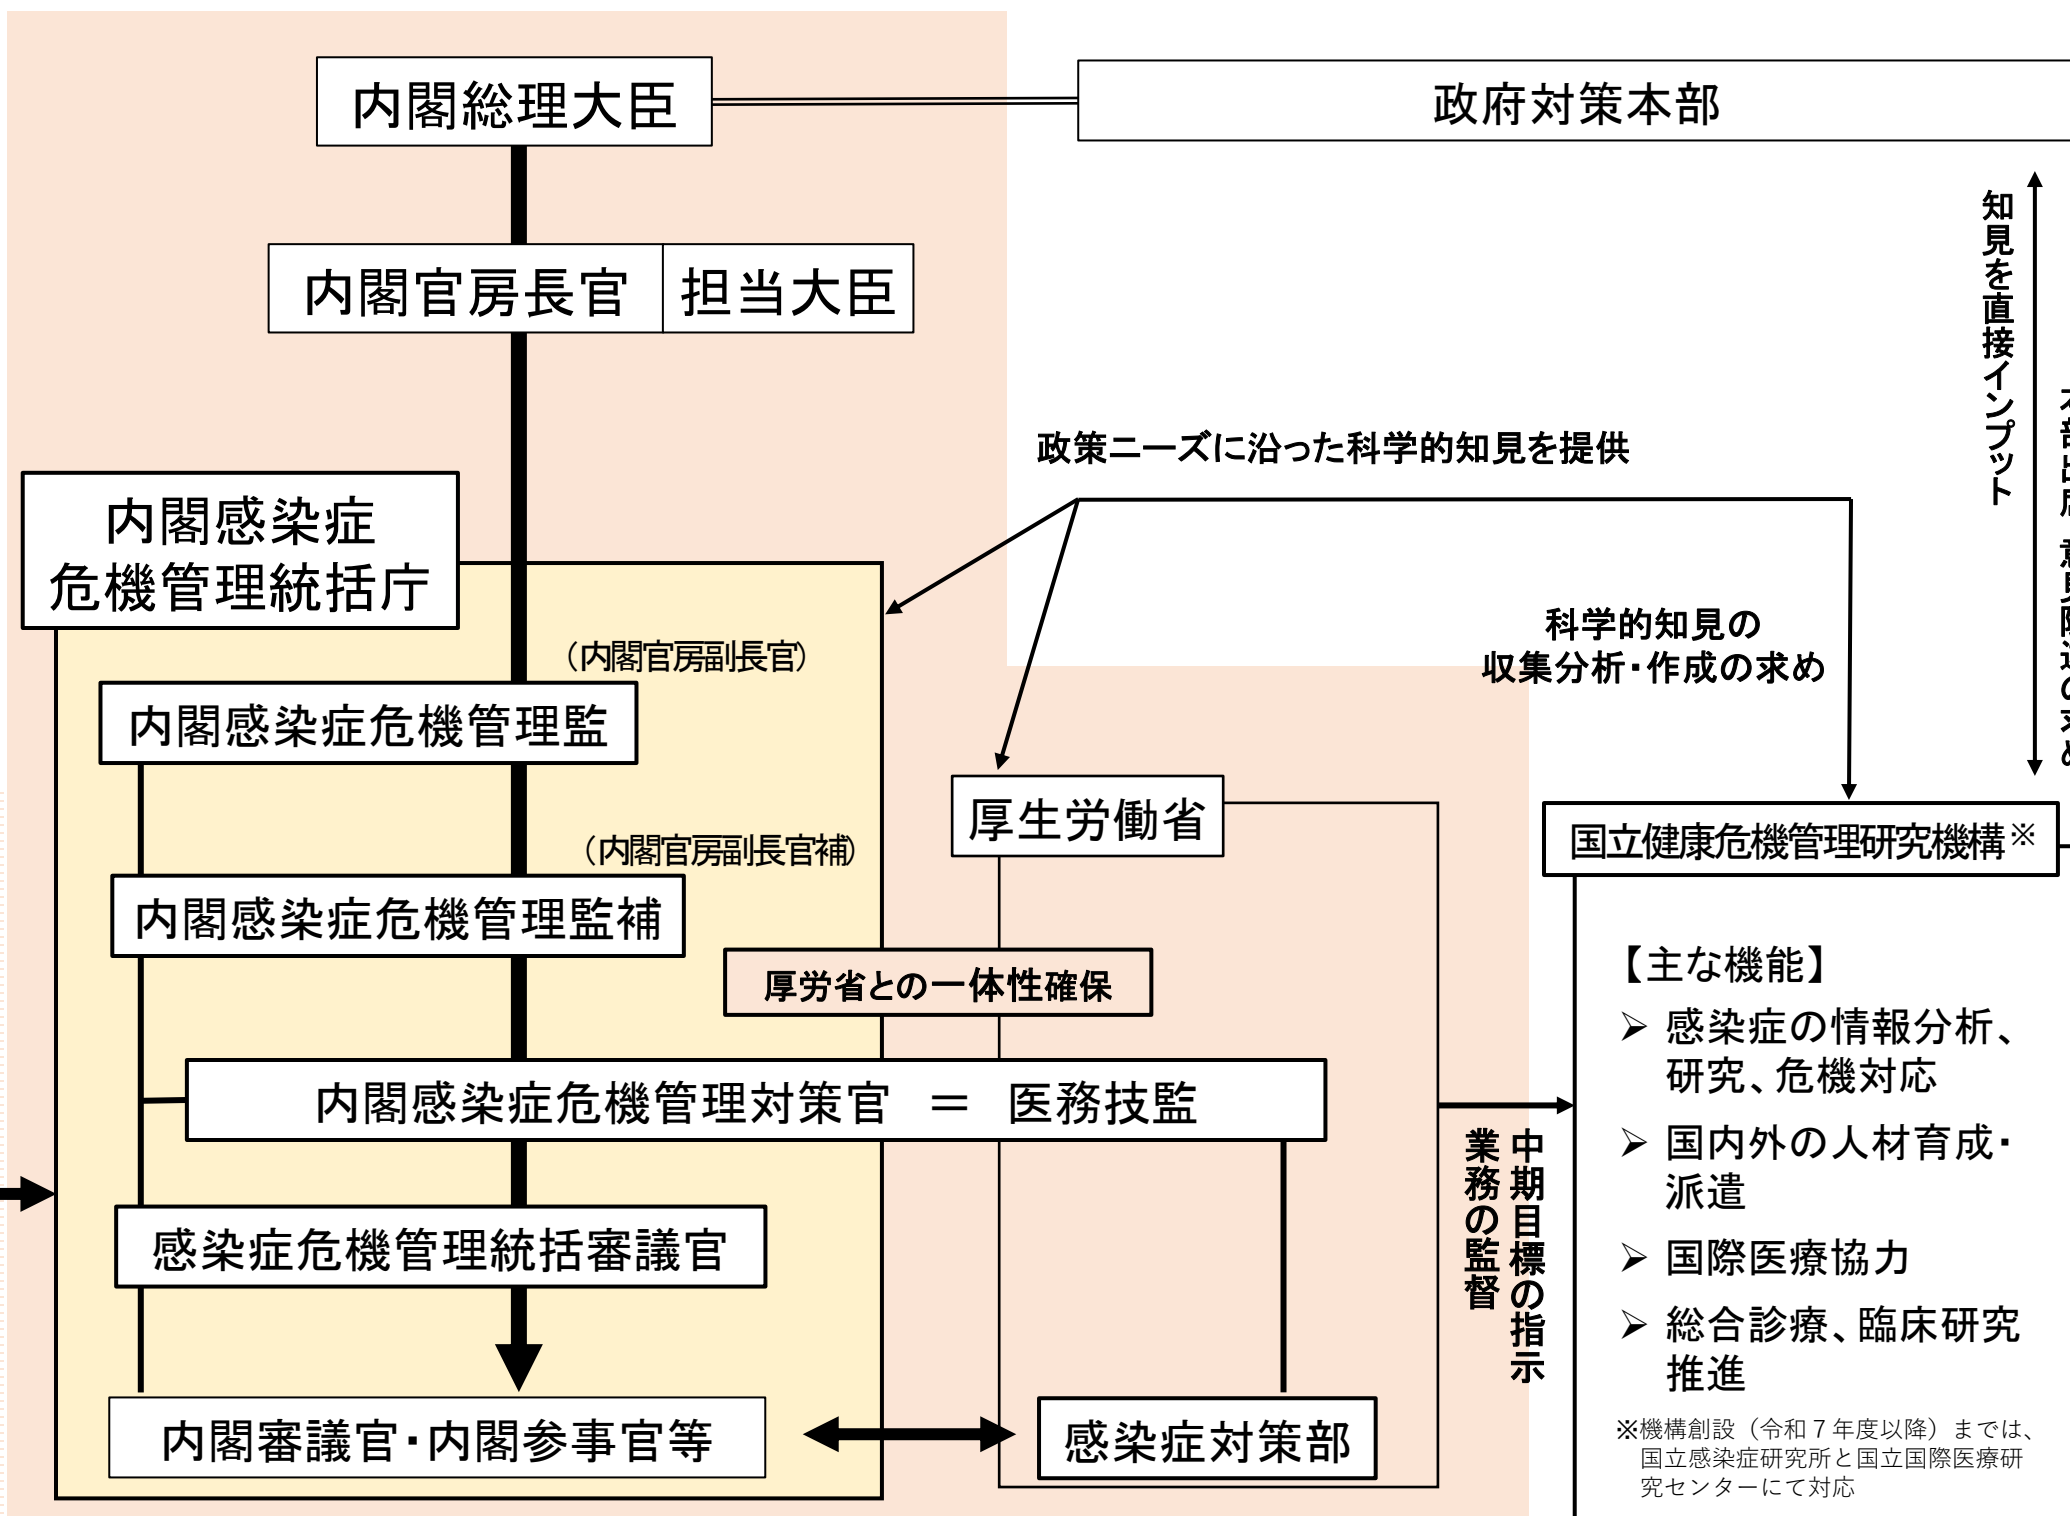 内閣総理大臣
政府対策本部
内閣官房長官
担当大臣
知見を直接インプット
政策ニーズに沿った科学的知見を提供
内閣感染症
危機管理統括庁
科学的知見の
収集分析・作成の求め
（内閣官房副長官）
内閣感染症危機管理監
厚生労働省
国立健康危機管理研究機構※
（内閣官房副長官補）
内閣感染症危機管理監補
厚労省との一体性確保
内閣感染症危機管理対策官 ＝ 医務技監
中期目標の指示
業務の監督
感染症危機管理統括審議官
内閣審議官・内閣参事官等
感染症対策部
【主な機能】
➢ 感染症の情報分析、
研究、危機対応
➢ 国内外の人材育成・
派遣
➢ 国際医療協力
➢ 総合診療、臨床研究
推進
※機構創設（令和７年度以降）までは、
国立感染症研究所と国立国際医療研
究センターにて対応